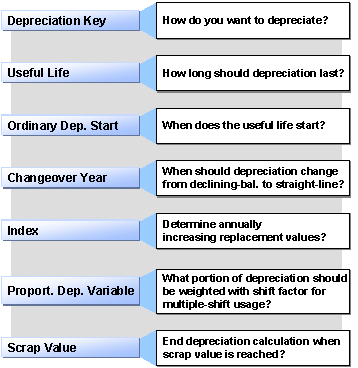 Depreciation Key
How do you want to depreciate?
Useful Life
How long should depreciation last?
Ordinary Dep. Start
When does the useful life start?
Changeover Year
When should depreciation change
from declining-bal. to straight-line?
Index
Determine annually
increasing replacement values?
Proport. Dep. Variable
What portion of depreciation should
be weighted with shift factor for
multiple-shift usage?
Scrap Value
End depreciation calculation when
scrap value is reached?